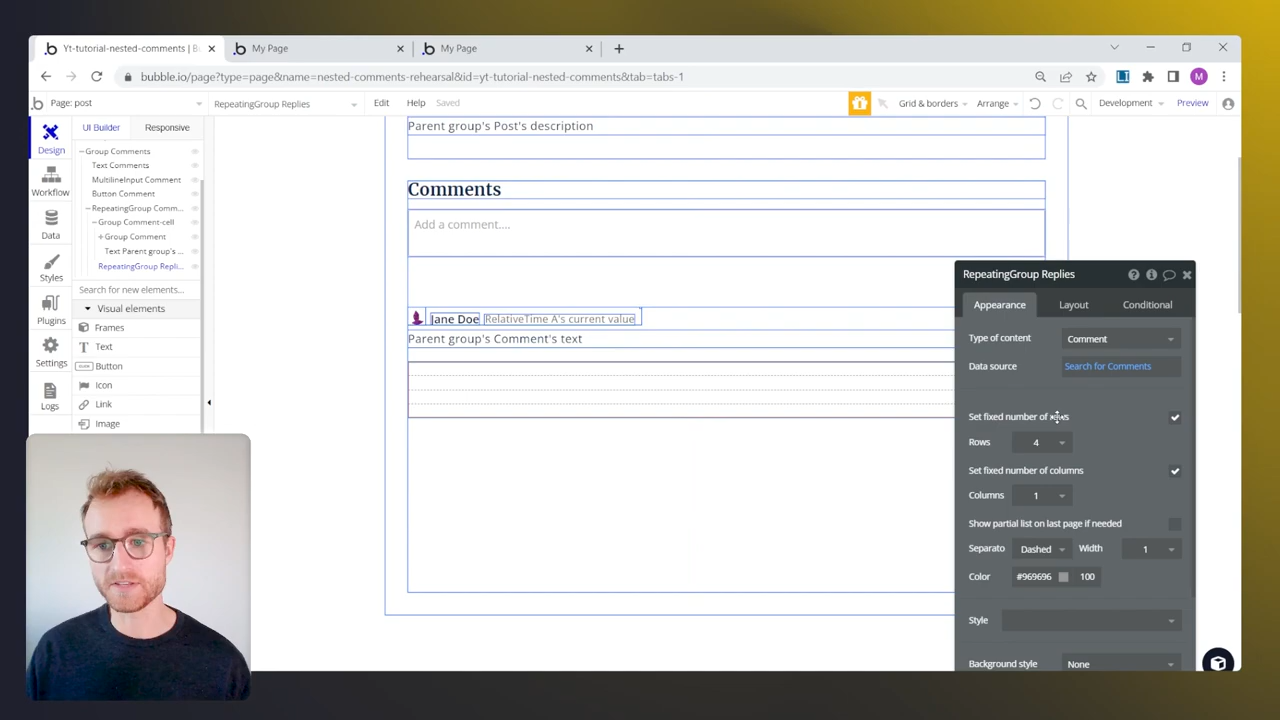 Yt-tutorial-nested-comments | Bu
My Page
My Page
bubble.io/page?type=page&name=nested-comments-rehearsal&id=yt-tutorial-nested-comments&tab=tabs-1
M
Page: post
RepeatingGroup Replies
Edit
Help
Saved
Grid & borders
Arrange
Development
Preview
Design
Workflow
Data
Styles
Plugins
Settings
Logs
UI Builder
Responsive
Group Comments
Text Comments
MultilineInput Comment
Button Comment
RepeatingGroup Comm...
Group Comment-cell
Group Comment
Text Parent group's ...
RepeatingGroup Repli...
Search for new elements...
Visual elements
Frames
Text
Button
Icon
Link
Image
Parent group's Post's description
Comments
Add a comment....
Jane Doe
RelativeTime A's current value
Parent group's Comment's text
RepeatingGroup Replies
Appearance
Layout
Conditional
Type of content
Comment
Data source
Search for Comments
Set fixed number of rows
Rows
4
Set fixed number of columns
Columns
1
Show partial list on last page if needed
Separato
Dashed
Width
1
Color
#969696
100
Style
Background style
None